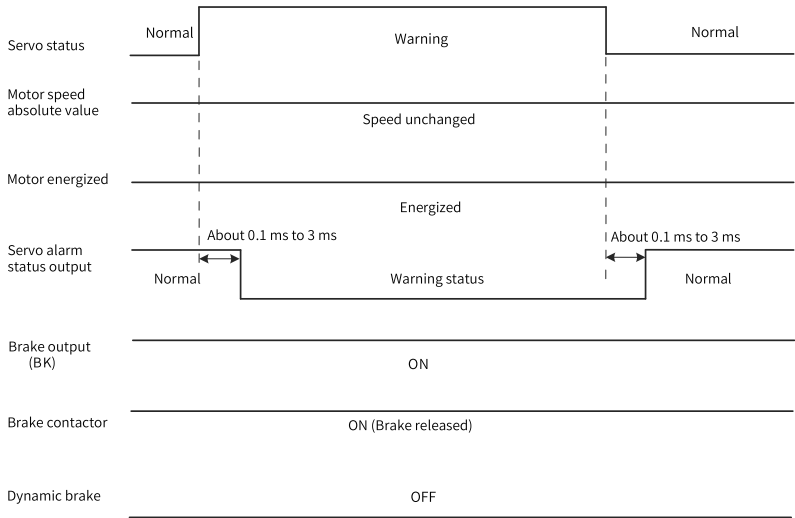 Normal
Normal
Servo status
Warning
Motor speed
absolute value
Speed unchanged
Motor energized
Energized
About 0.1 ms to 3 ms
About 0.1 ms to 3 ms
Servo alarm
status output
Normal
Warning status
Normal
Brake output
(BK)
ON
Brake contactor
ON (Brake released)
Dynamic brake
OFF